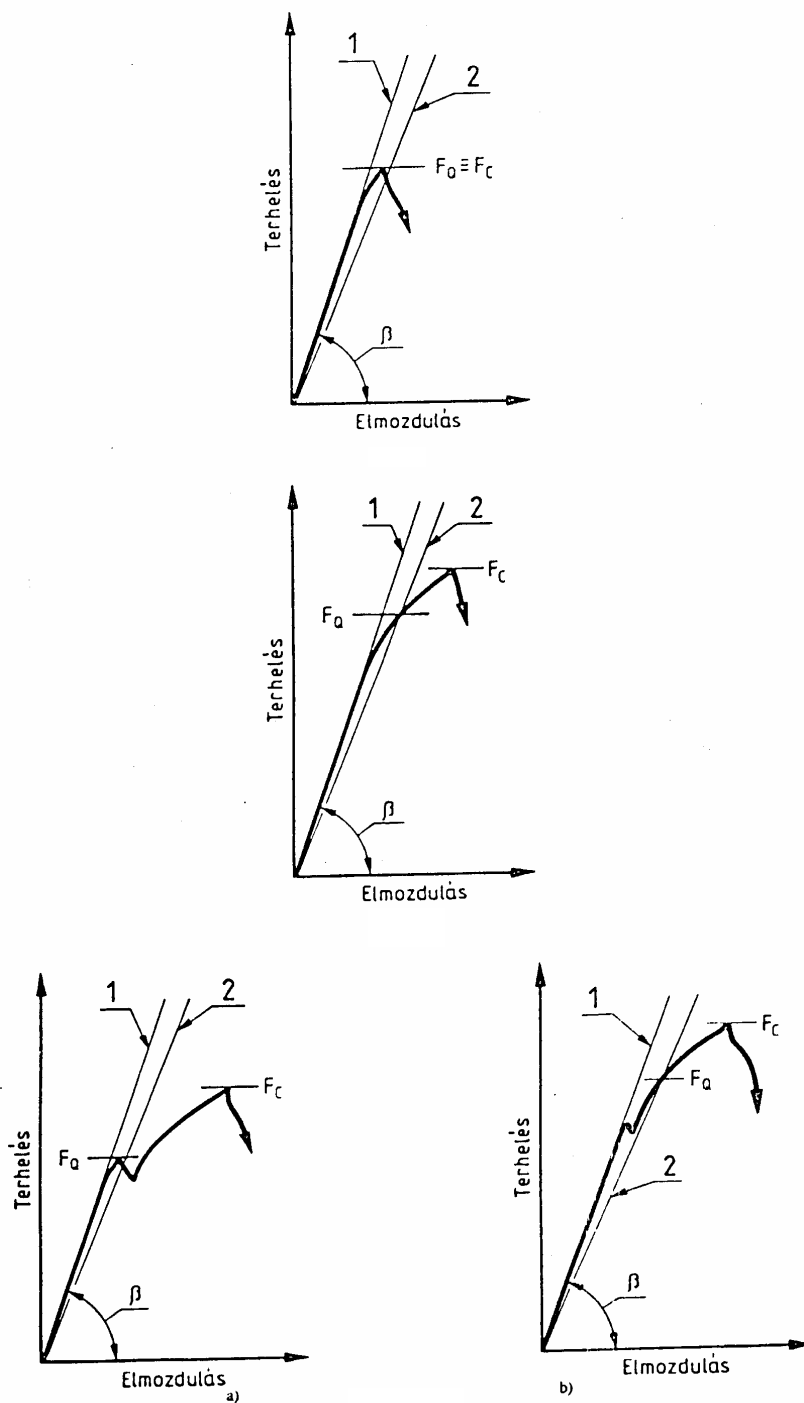 1
2
F_Q ≡ F_C
Terhelés
β
Elmozdulás
1
2
F_C
F_Q
Terhelés
β
Elmozdulás
1
2
F_C
F_Q
Terhelés
β
Elmozdulás
a)
1
F_C
F_Q
2
Terhelés
β
Elmozdulás
b)